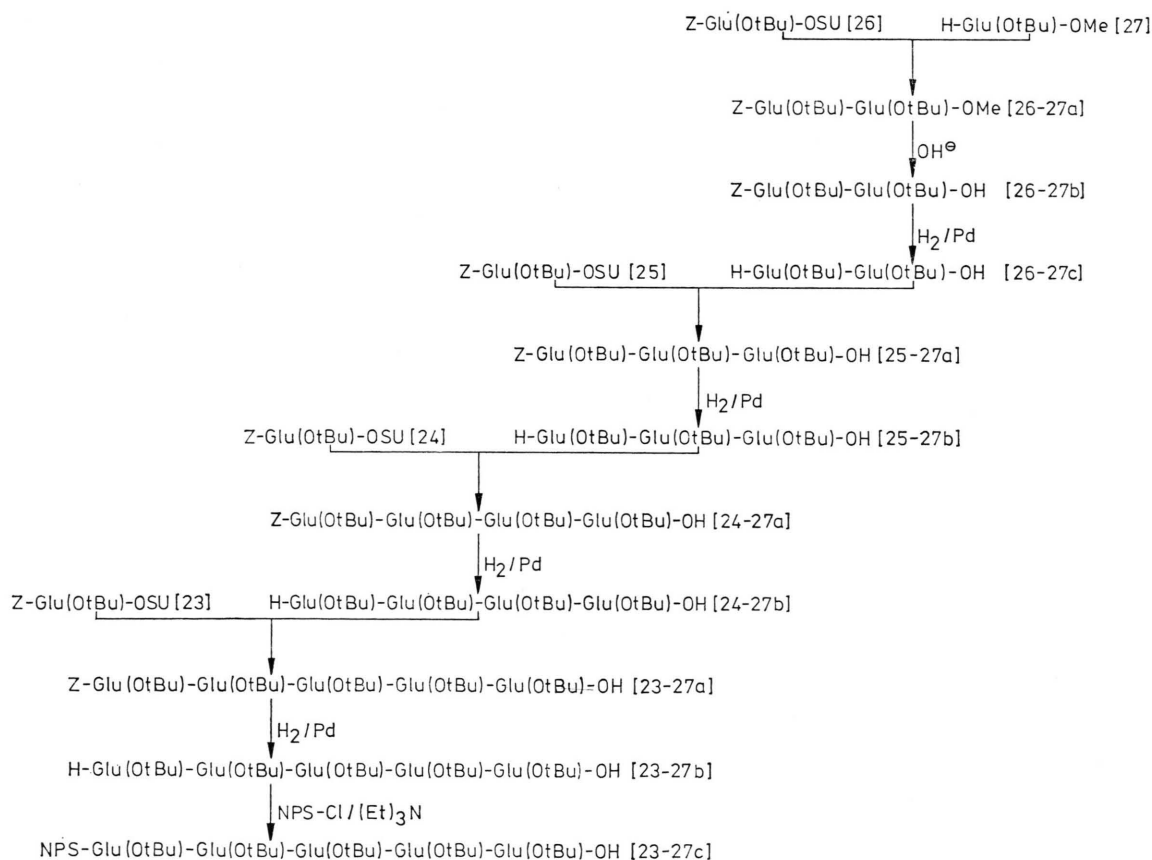 Z-Glu(OtBu)-OSU [26] H-Glu(OtBu)-OMe [27]
Z-Glu(OtBu)-Glu(OtBu)-OMe [26-27a]
OH⊖
Z-Glu(OtBu)-Glu(OtBu)-OH [26-27b]
H2/Pd
Z-Glu(OtBu)-OSU [25] H-Glu(OtBu)-Glu(OtBu)-OH [26-27c]
Z-Glu(OtBu)-Glu(OtBu)-Glu(OtBu)-OH [25-27a]
H2/Pd
Z-Glu(OtBu)-OSU [24] H-Glu(OtBu)-Glu(OtBu)-Glu(OtBu)-OH [25-27b]
Z-Glu(OtBu)-Glu(OtBu)-Glu(OtBu)-Glu(OtBu)-OH [24-27a]
H2/Pd
Z-Glu(OtBu)-OSU [23] H-Glu(OtBu)-Glu(OtBu)-Glu(OtBu)-Glu(OtBu)-OH [24-27b]
Z-Glu(OtBu)-Glu(OtBu)-Glu(OtBu)-Glu(OtBu)-Glu(OtBu)-OH [23-27a]
H2/Pd
H-Glu(OtBu)-Glu(OtBu)-Glu(OtBu)-Glu(OtBu)-Glu(OtBu)-OH [23-27b]
NPS-Cl/(Et)3N
NPS-Glu(OtBu)-Glu(OtBu)-Glu(OtBu)-Glu(OtBu)-Glu(OtBu)-OH [23-27c]